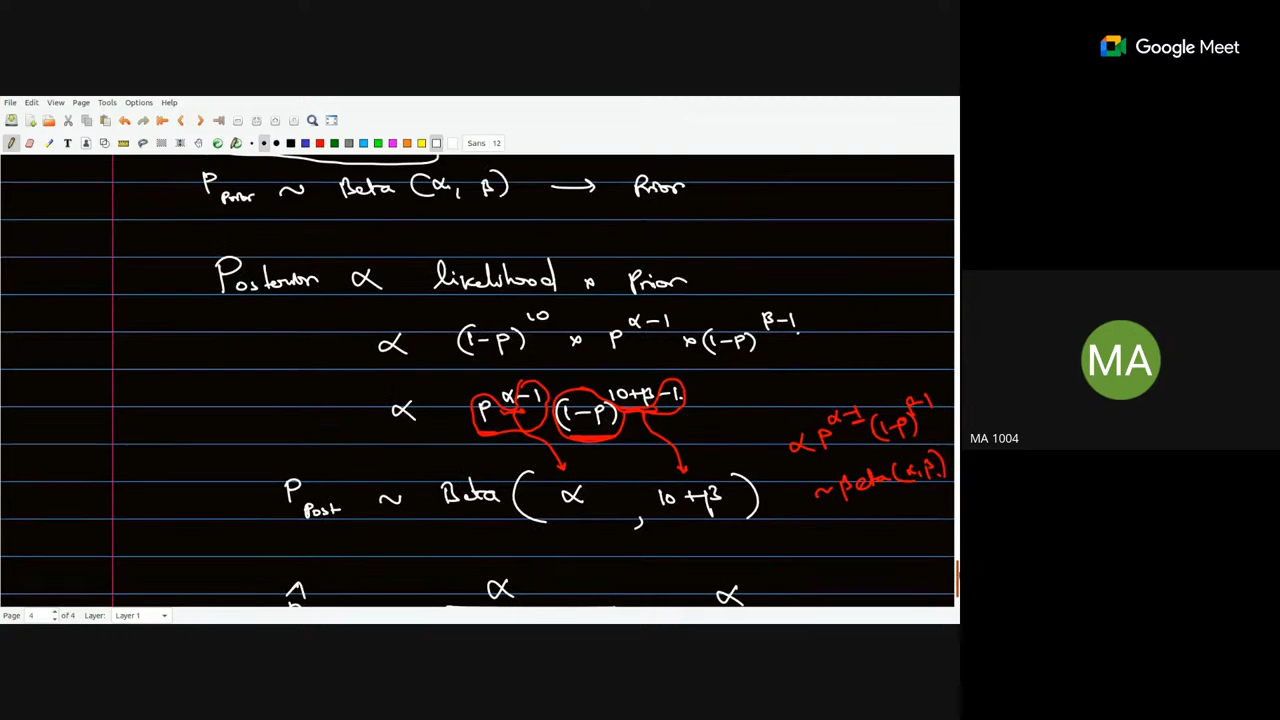 Google Meet
File Edit View Page Tools Options Help
Sans 12
P Prior ~ Beta (α, β) → Prior
Posterior ∝ likelihood × Prior
∝ (1-p)^10 × p^α-1 × (1-p)^β-1
∝ p^α-1 (1-p)^10+β-1
∝ p^α-1 (1-p)^β-1
~ Beta(α, β)
P Post ~ Beta (α, 10+β)
α α
MA
MA 1004
Page 4 of 4 Layer: Layer 1